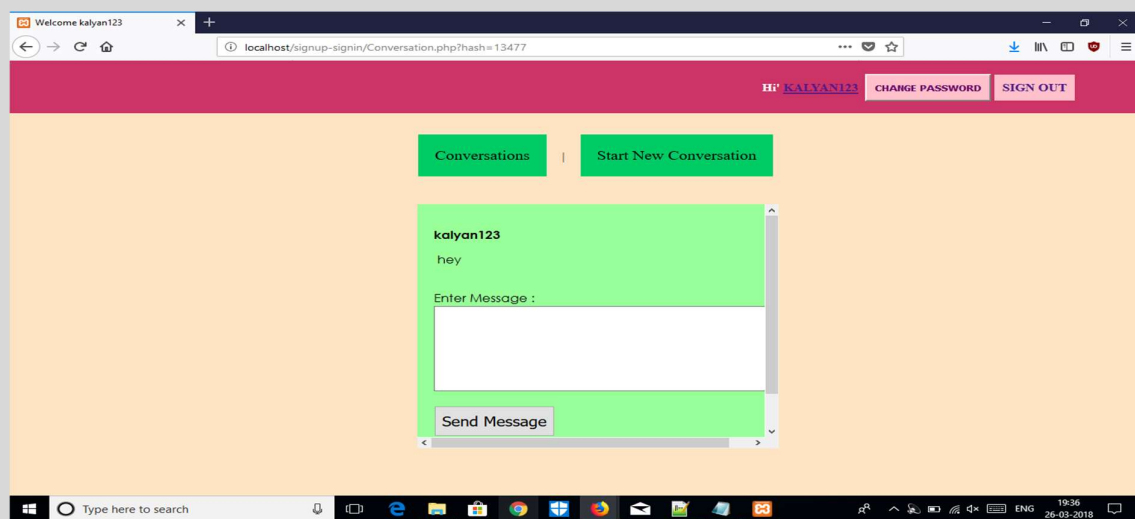 Welcome kalyan123
localhost/signup-signin/Conversation.php?hash=13477
Hi' KALYAN123 CHANGE PASSWORD SIGN OUT
Conversations | Start New Conversation
kalyan123
hey
Enter Message :
Send Message
Type here to search
ENG
19:36
26-03-2018